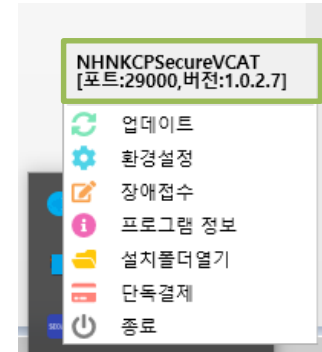 NHNKCPSecureVCAT
[포트:29000,버전:1.0.2.7]
업데이트
환경설정
장애접수
프로그램 정보
설치폴더열기
단독결제
종료